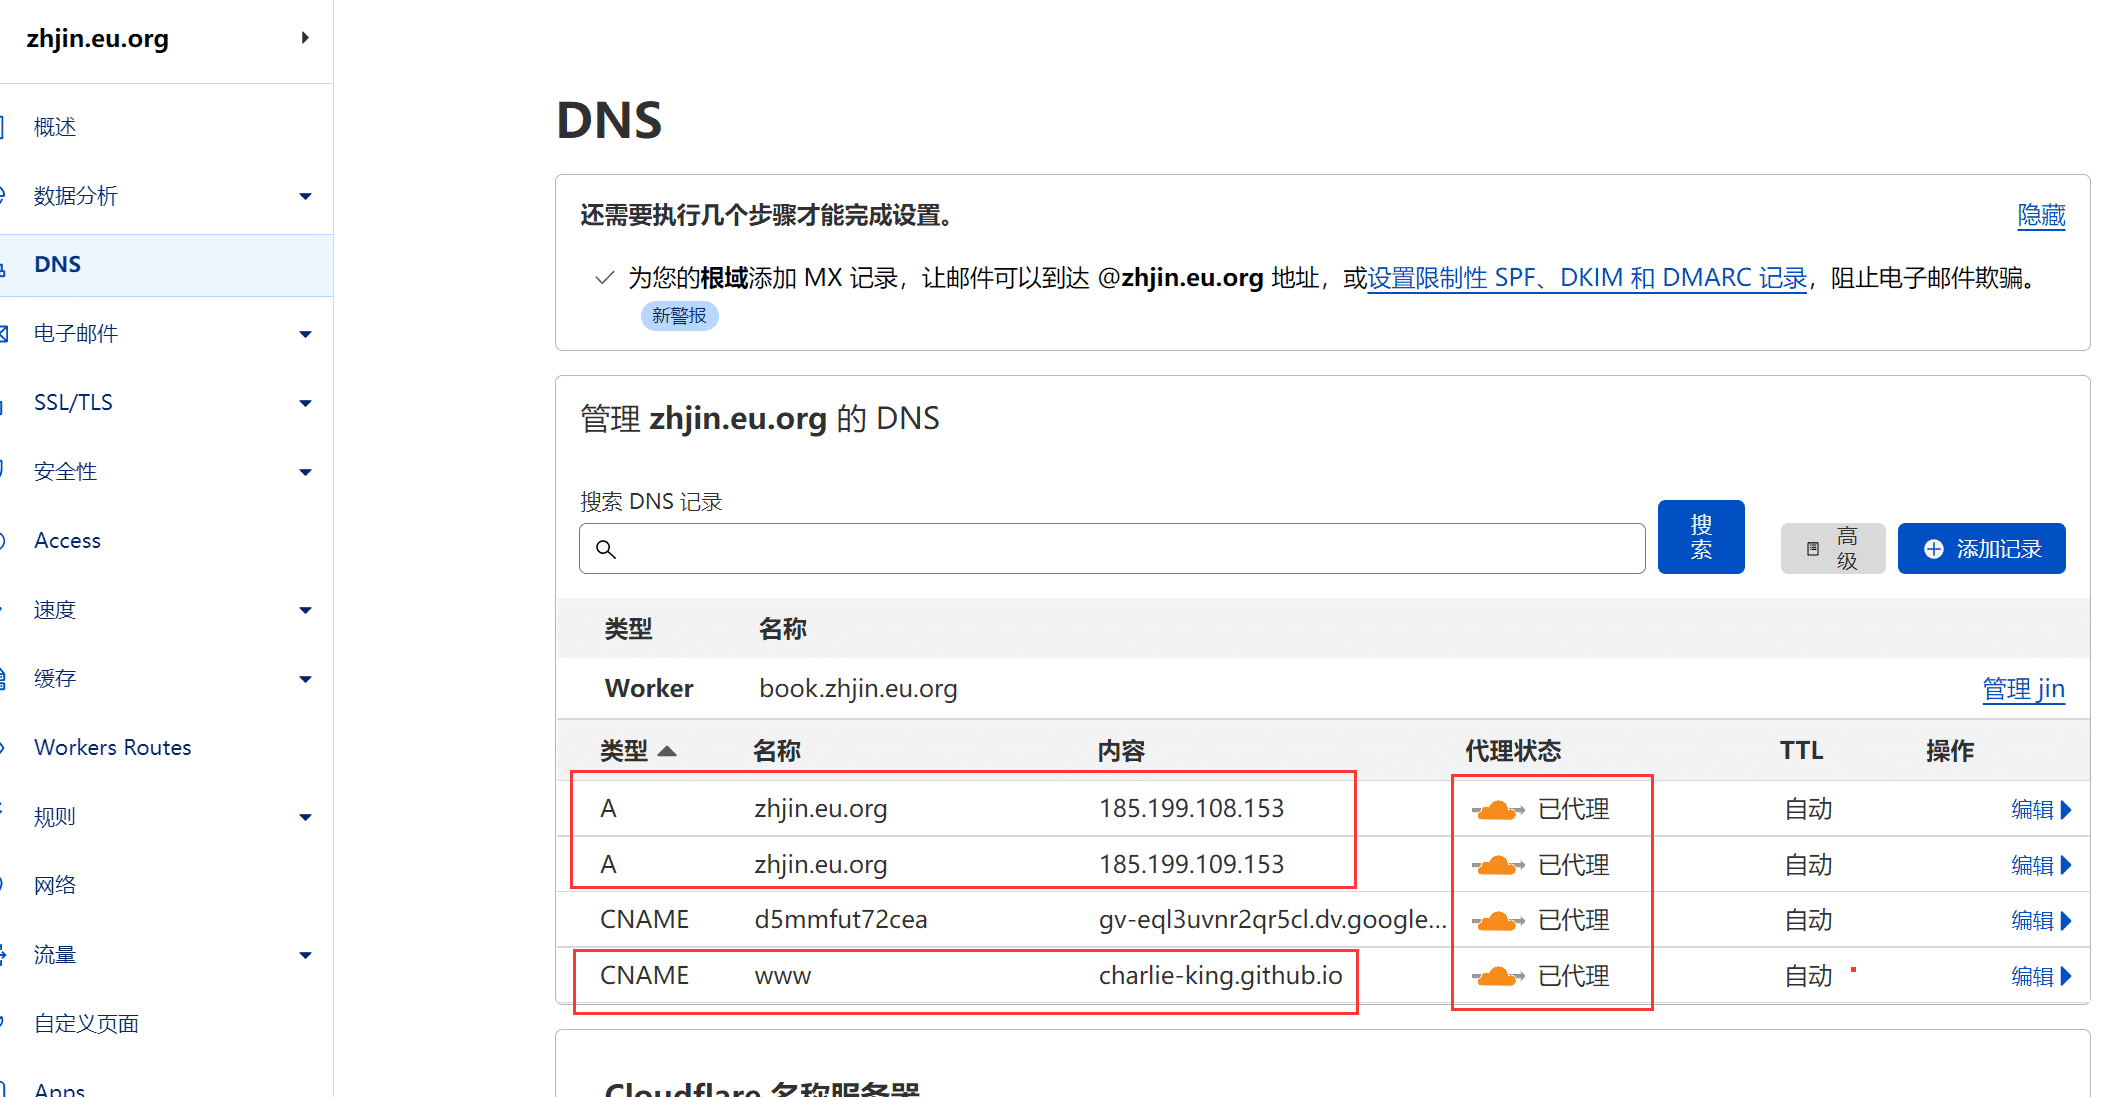 zhjin.eu.org
概述
数据分析
DNS
电子邮件
SSL/TLS
安全性
Access
速度
缓存
Workers Routes
规则
网络
流量
自定义页面
Apps
DNS
还需要执行几个步骤才能完成设置。
隐藏
为您的根域添加 MX 记录，让邮件可以到达 @zhjin.eu.org 地址，或设置限制性 SPF、DKIM 和 DMARC 记录，阻止电子邮件欺骗。
新警报
管理 zhjin.eu.org 的 DNS
搜索 DNS 记录
搜索
高级
添加记录
类型 名称
Worker book.zhjin.eu.org 管理 jin
类型 名称 内容 代理状态 TTL 操作
A zhjin.eu.org 185.199.108.153 已代理 自动 编辑
A zhjin.eu.org 185.199.109.153 已代理 自动 编辑
CNAME d5mmfut72cea gv-eql3uvnr2qr5cl.dv.google... 已代理 自动 编辑
CNAME www charlie-king.github.io 已代理 自动 编辑
Cloudflare 名称服务器